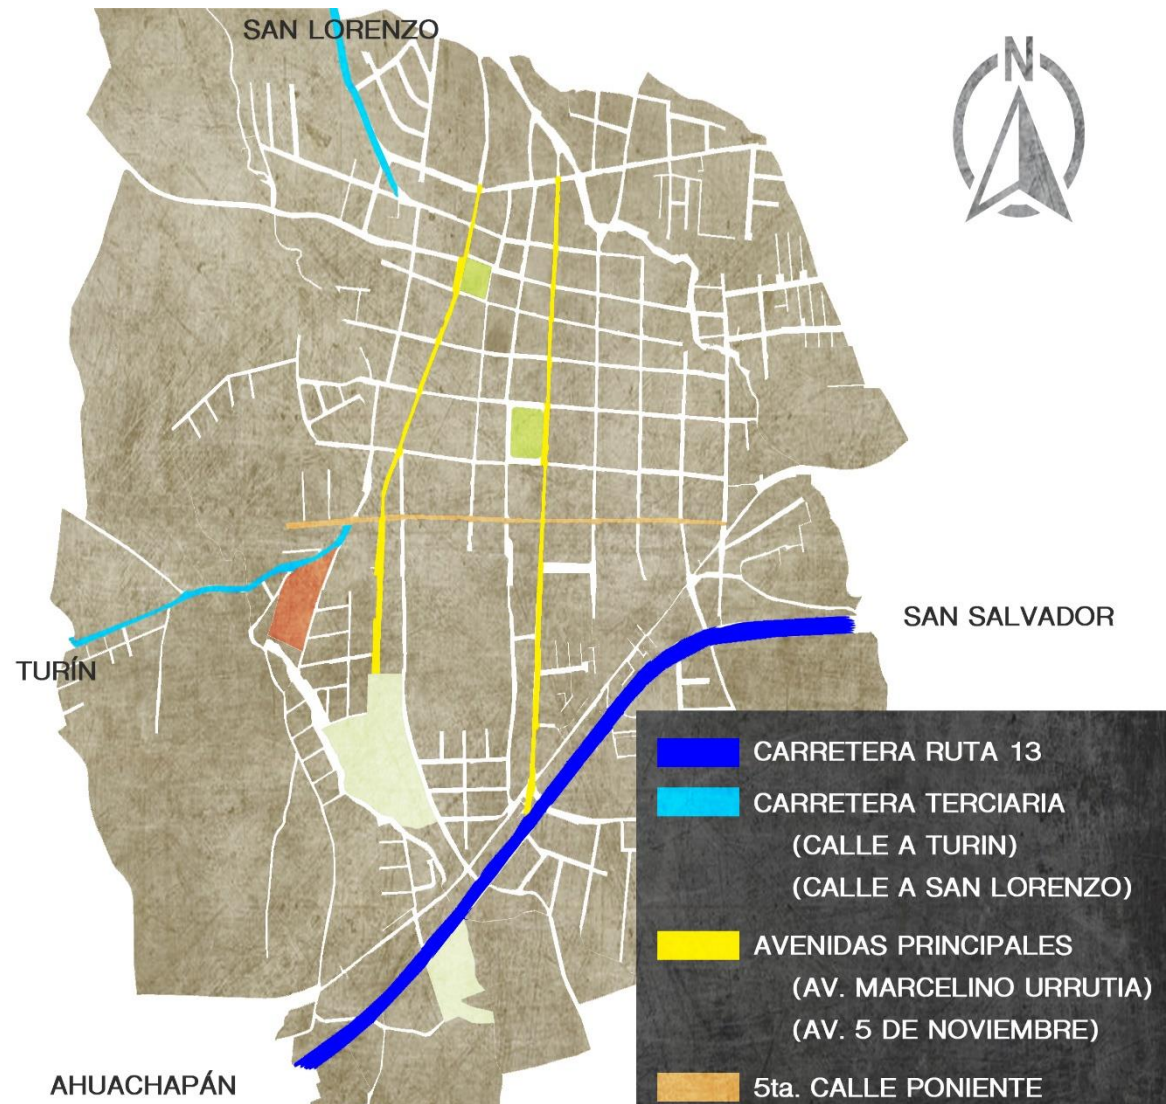 SAN LORENZO
N
SAN SALVADOR
TURÍN
CARRETERA RUTA 13
CARRETERA TERCIARIA
(CALLE A TURIN)
(CALLE A SAN LORENZO)
AVENIDAS PRINCIPALES
(AV. MARCELINO URRUTIA)
(AV. 5 DE NOVIEMBRE)
AHUACHAPÁN
5ta. CALLE PONIENTE